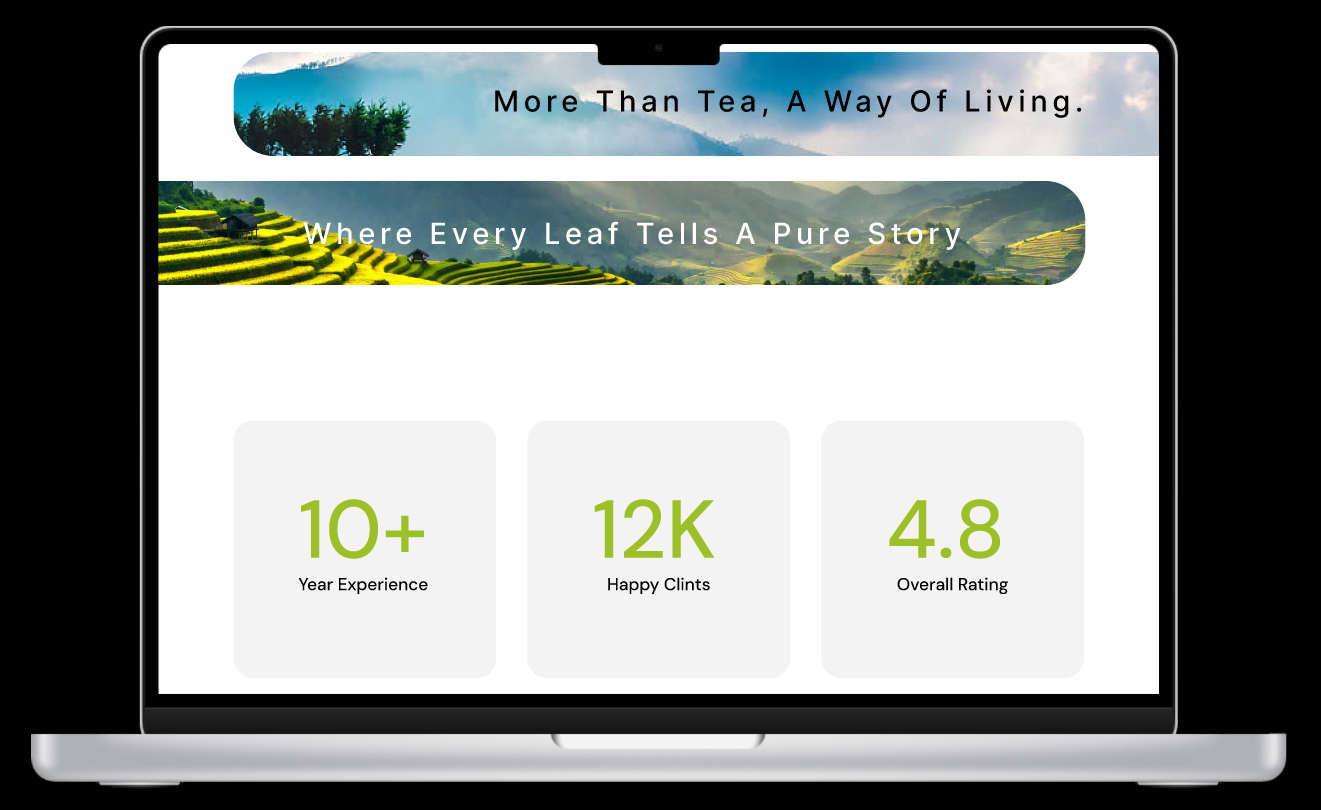 More Than Tea, A Way Of Living.
Where Every Leaf Tells A Pure Story
10+
12K
4.8
Year Experience
Happy Clints
Overall Rating